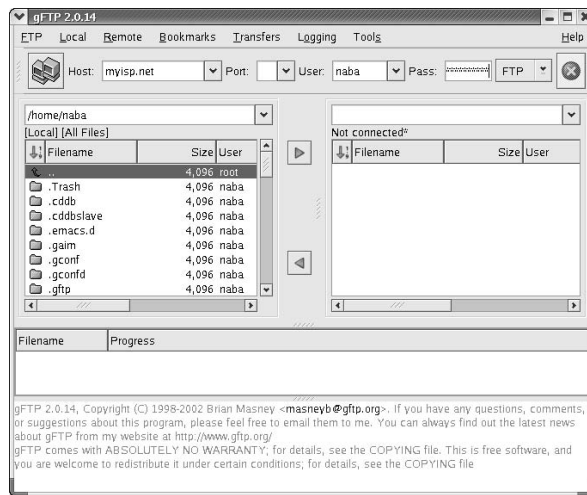 gFTP 2.0.14
FTP Local Remote Bookmarks Transfers Logging Tools Help
Host: myisp.net Port: User: naba Pass: ************ FTP
/home/naba
[Local] [All Files]
Not connected*
Filename Size User
Filename Size User
.. 4,096 root
.Trash 4,096 naba
.cddb 4,096 naba
.cddbslave 4,096 naba
.emacs.d 4,096 naba
.gaim 4,096 naba
.gconf 4,096 naba
.gconfd 4,096 naba
.gftp 4,096 naba
Filename Progress
gFTP 2.0.14, Copyright (C) 1998-2002 Brian Masney <masneyb@gftp.org>. If you have any questions, comments,
or suggestions about this program, please feel free to email them to me. You can always find out the latest news
about gFTP from my website at http://www.gftp.org/
gFTP comes with ABSOLUTELY NO WARRANTY; for details, see the COPYING file. This is free software, and
you are welcome to redistribute it under certain conditions; for details, see the COPYING file